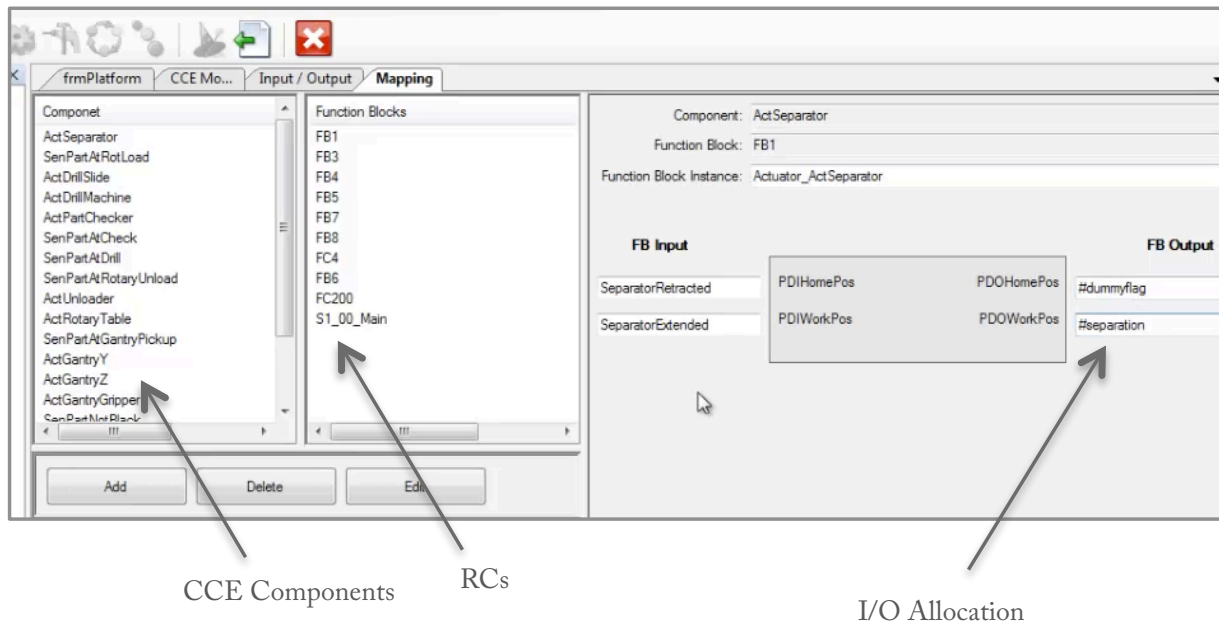 frmPlatform CCE Mo... Input / Output Mapping
Componet
ActSeparator
SenPartAtRotLoad
ActDrillSlide
ActDrillMachine
ActPartChecker
SenPartAtCheck
SenPartAtDrill
SenPartAtRotaryUnload
ActUnloader
ActRotaryTable
SenPartAtGantryPickup
ActGantryY
ActGantryZ
ActGantryGripper
SenPartNotBlack
Function Blocks
FB1
FB3
FB4
FB5
FB7
FB8
FC4
FB6
FC200
S1_00_Main
Add Delete Edit
Component: ActSeparator
Function Block: FB1
Function Block Instance: Actuator_ActSeparator
FB Input FB Output
SeparatorRetracted PDIHomePos PDOHomePos #dummyflag
SeparatorExtended PDIWorkPos PDOWorkPos #separation
CCE Components
RCs
I/O Allocation